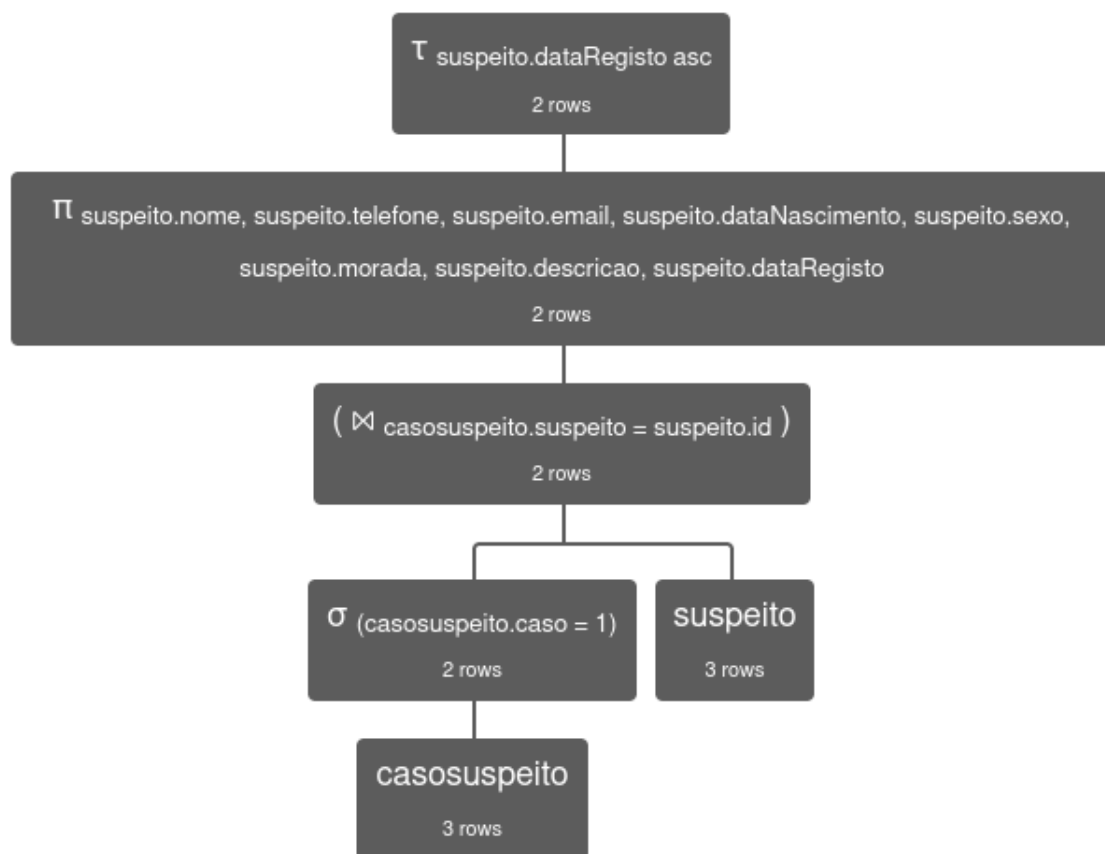 τ suspeito.dataRegisto asc
2 rows
π suspeito.nome, suspeito.telefone, suspeito.email, suspeito.dataNascimento, suspeito.sexo,
suspeito.morada, suspeito.descricao, suspeito.dataRegisto
2 rows
( ⋈ casosuspeito.suspeito = suspeito.id )
2 rows
σ (casosuspeito.caso = 1)
2 rows
suspeito
3 rows
casosuspeito
3 rows